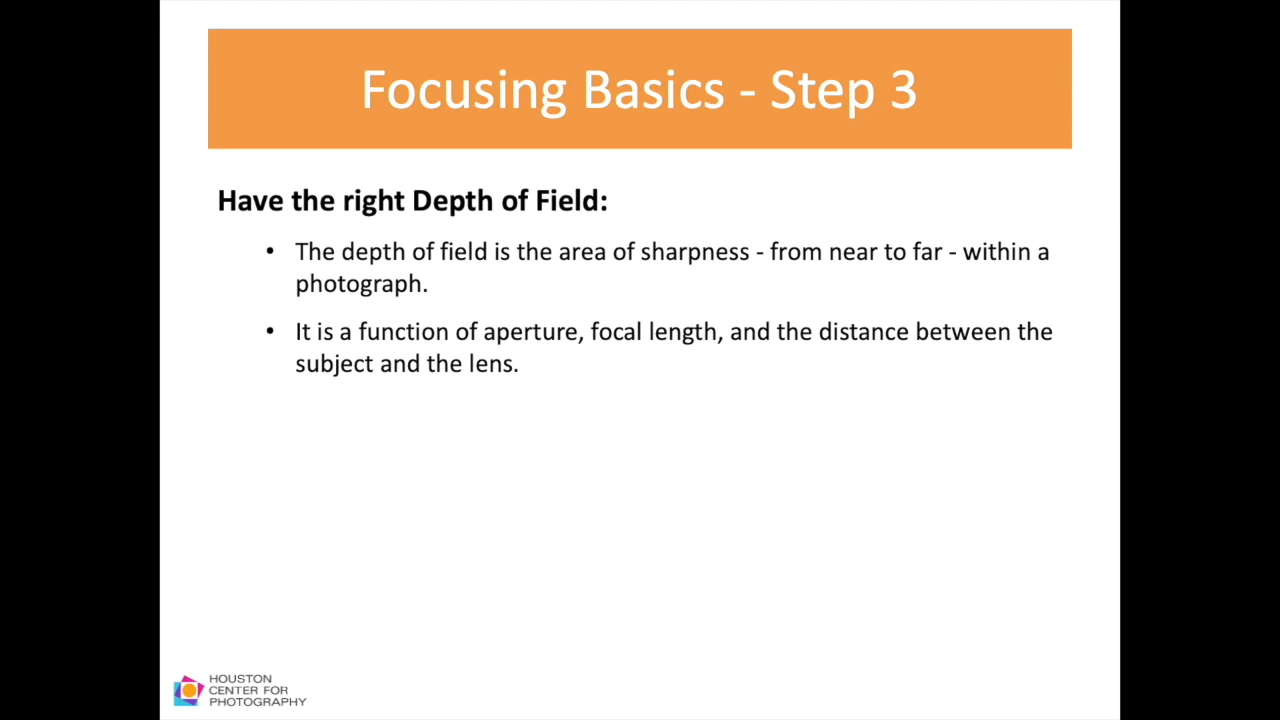 Focusing Basics - Step 3
Have the right Depth of Field:
• The depth of field is the area of sharpness - from near to far - within a
photograph.
• It is a function of aperture, focal length, and the distance between the
subject and the lens.
HOUSTON
CENTER FOR
PHOTOGRAPHY